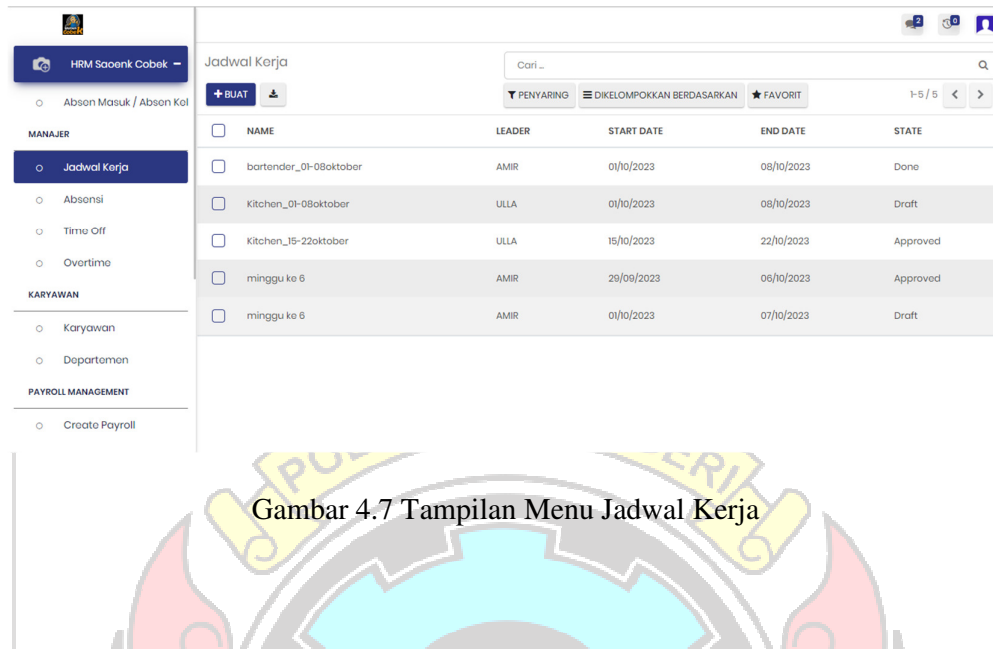 2 0
HRM Saoenk Cobek
Absen Masuk / Absen Kel
MANAJER
Jadwal Kerja
Absensi
Time Off
Overtime
KARYAWAN
Karyawan
Departemen
PAYROLL MANAGEMENT
Create Payroll
Jadwal Kerja
Cari ...
+ BUAT
PENYARING DIKELOMPOKKAN BERDASARKAN FAVORIT 1-5 / 5
NAME LEADER START DATE END DATE STATE
bartender_01-08oktober AMIR 01/10/2023 08/10/2023 Done
Kitchen_01-08oktober ULLA 01/10/2023 08/10/2023 Draft
Kitchen_15-22oktober ULLA 15/10/2023 22/10/2023 Approved
minggu ke 6 AMIR 29/09/2023 06/10/2023 Approved
minggu ke 6 AMIR 01/10/2023 07/10/2023 Draft
Gambar 4.7 Tampilan Menu Jadwal Kerja